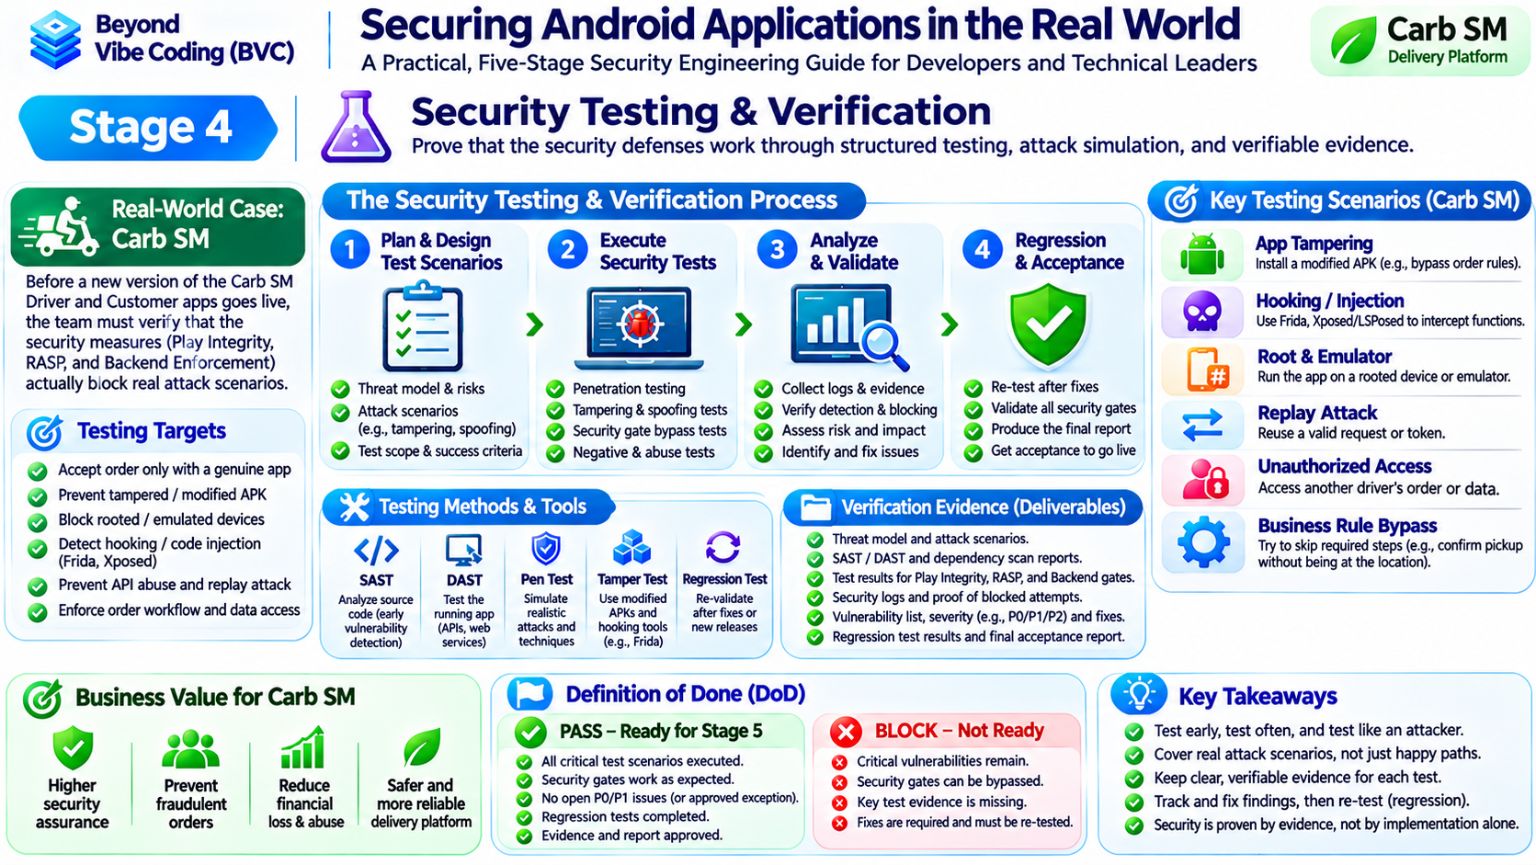 Beyond
Vibe Coding (BVC)
Securing Android Applications in the Real World
A Practical, Five-Stage Security Engineering Guide for Developers and Technical Leaders
Carb SM
Delivery Platform
Stage 4
Security Testing & Verification
Prove that the security defenses work through structured testing, attack simulation, and verifiable evidence.
Real-World Case:
Carb SM
Before a new version of the Carb SM
Driver and Customer apps goes live,
the team must verify that the
security measures (Play Integrity,
RASP, and Backend Enforcement)
actually block real attack scenarios.
Testing Targets
Accept order only with a genuine app
Prevent tampered / modified APK
Block rooted / emulated devices
Detect hooking / code injection
(Frida, Xposed)
Prevent API abuse and replay attack
Enforce order workflow and data access
The Security Testing & Verification Process
1
Plan & Design
Test Scenarios
Threat model & risks
Attack scenarios
(e.g., tampering, spoofing)
Test scope & success criteria
2
Execute
Security Tests
Penetration testing
Tampering & spoofing tests
Security gate bypass tests
Negative & abuse tests
3
Analyze
& Validate
Collect logs & evidence
Verify detection & blocking
Assess risk and impact
Identify and fix issues
4
Regression
& Acceptance
Re-test after fixes
Validate all security gates
Produce the final report
Get acceptance to go live
Testing Methods & Tools
SAST
Analyze source
code (early
vulnerability
detection)
DAST
Test the
running app
(APIs, web
services)
Pen Test
Simulate
realistic
attacks and
techniques
Tamper Test
Use modified
APKs and
hooking tools
(e.g., Frida)
Regression Test
Re-validate
after fixes or
new releases
Verification Evidence (Deliverables)
Threat model and attack scenarios.
SAST / DAST and dependency scan reports.
Test results for Play Integrity, RASP, and Backend gates.
Security logs and proof of blocked attempts.
Vulnerability list, severity (e.g., P0/P1/P2) and fixes.
Regression test results and final acceptance report.
Key Testing Scenarios (Carb SM)
App Tampering
Install a modified APK (e.g., bypass order rules).
Hooking / Injection
Use Frida, Xposed/LSPosed to intercept functions.
#
Root & Emulator
Run the app on a rooted device or emulator.
Replay Attack
Reuse a valid request or token.
Unauthorized Access
Access another driver's order or data.
Business Rule Bypass
Try to skip required steps (e.g., confirm pickup
without being at the location).
Business Value for Carb SM
Higher
security
assurance
Prevent
fraudulent
orders
Reduce
financial
loss & abuse
Safer and
more reliable
delivery platform
Definition of Done (DoD)
PASS – Ready for Stage 5
All critical test scenarios executed.
Security gates work as expected.
No open P0/P1 issues (or approved exception).
Regression tests completed.
Evidence and report approved.
BLOCK – Not Ready
Critical vulnerabilities remain.
Security gates can be bypassed.
Key test evidence is missing.
Fixes are required and must be re-tested.
Key Takeaways
Test early, test often, and test like an attacker.
Cover real attack scenarios, not just happy paths.
Keep clear, verifiable evidence for each test.
Track and fix findings, then re-test (regression).
Security is proven by evidence, not by implementation alone.